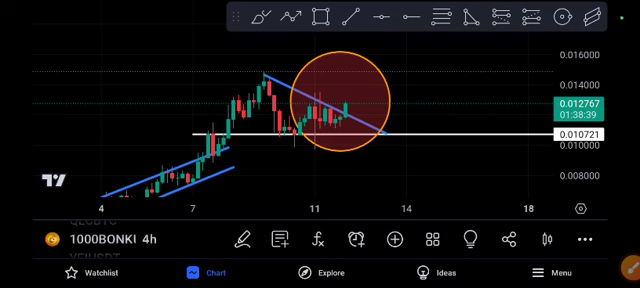 0.016000
0.014000
0.012767
01:38:39
0.010721
0.010000
0.008000
4 7 11 14 18
1000BONKU 4h
Watchlist Chart Explore Ideas Menu